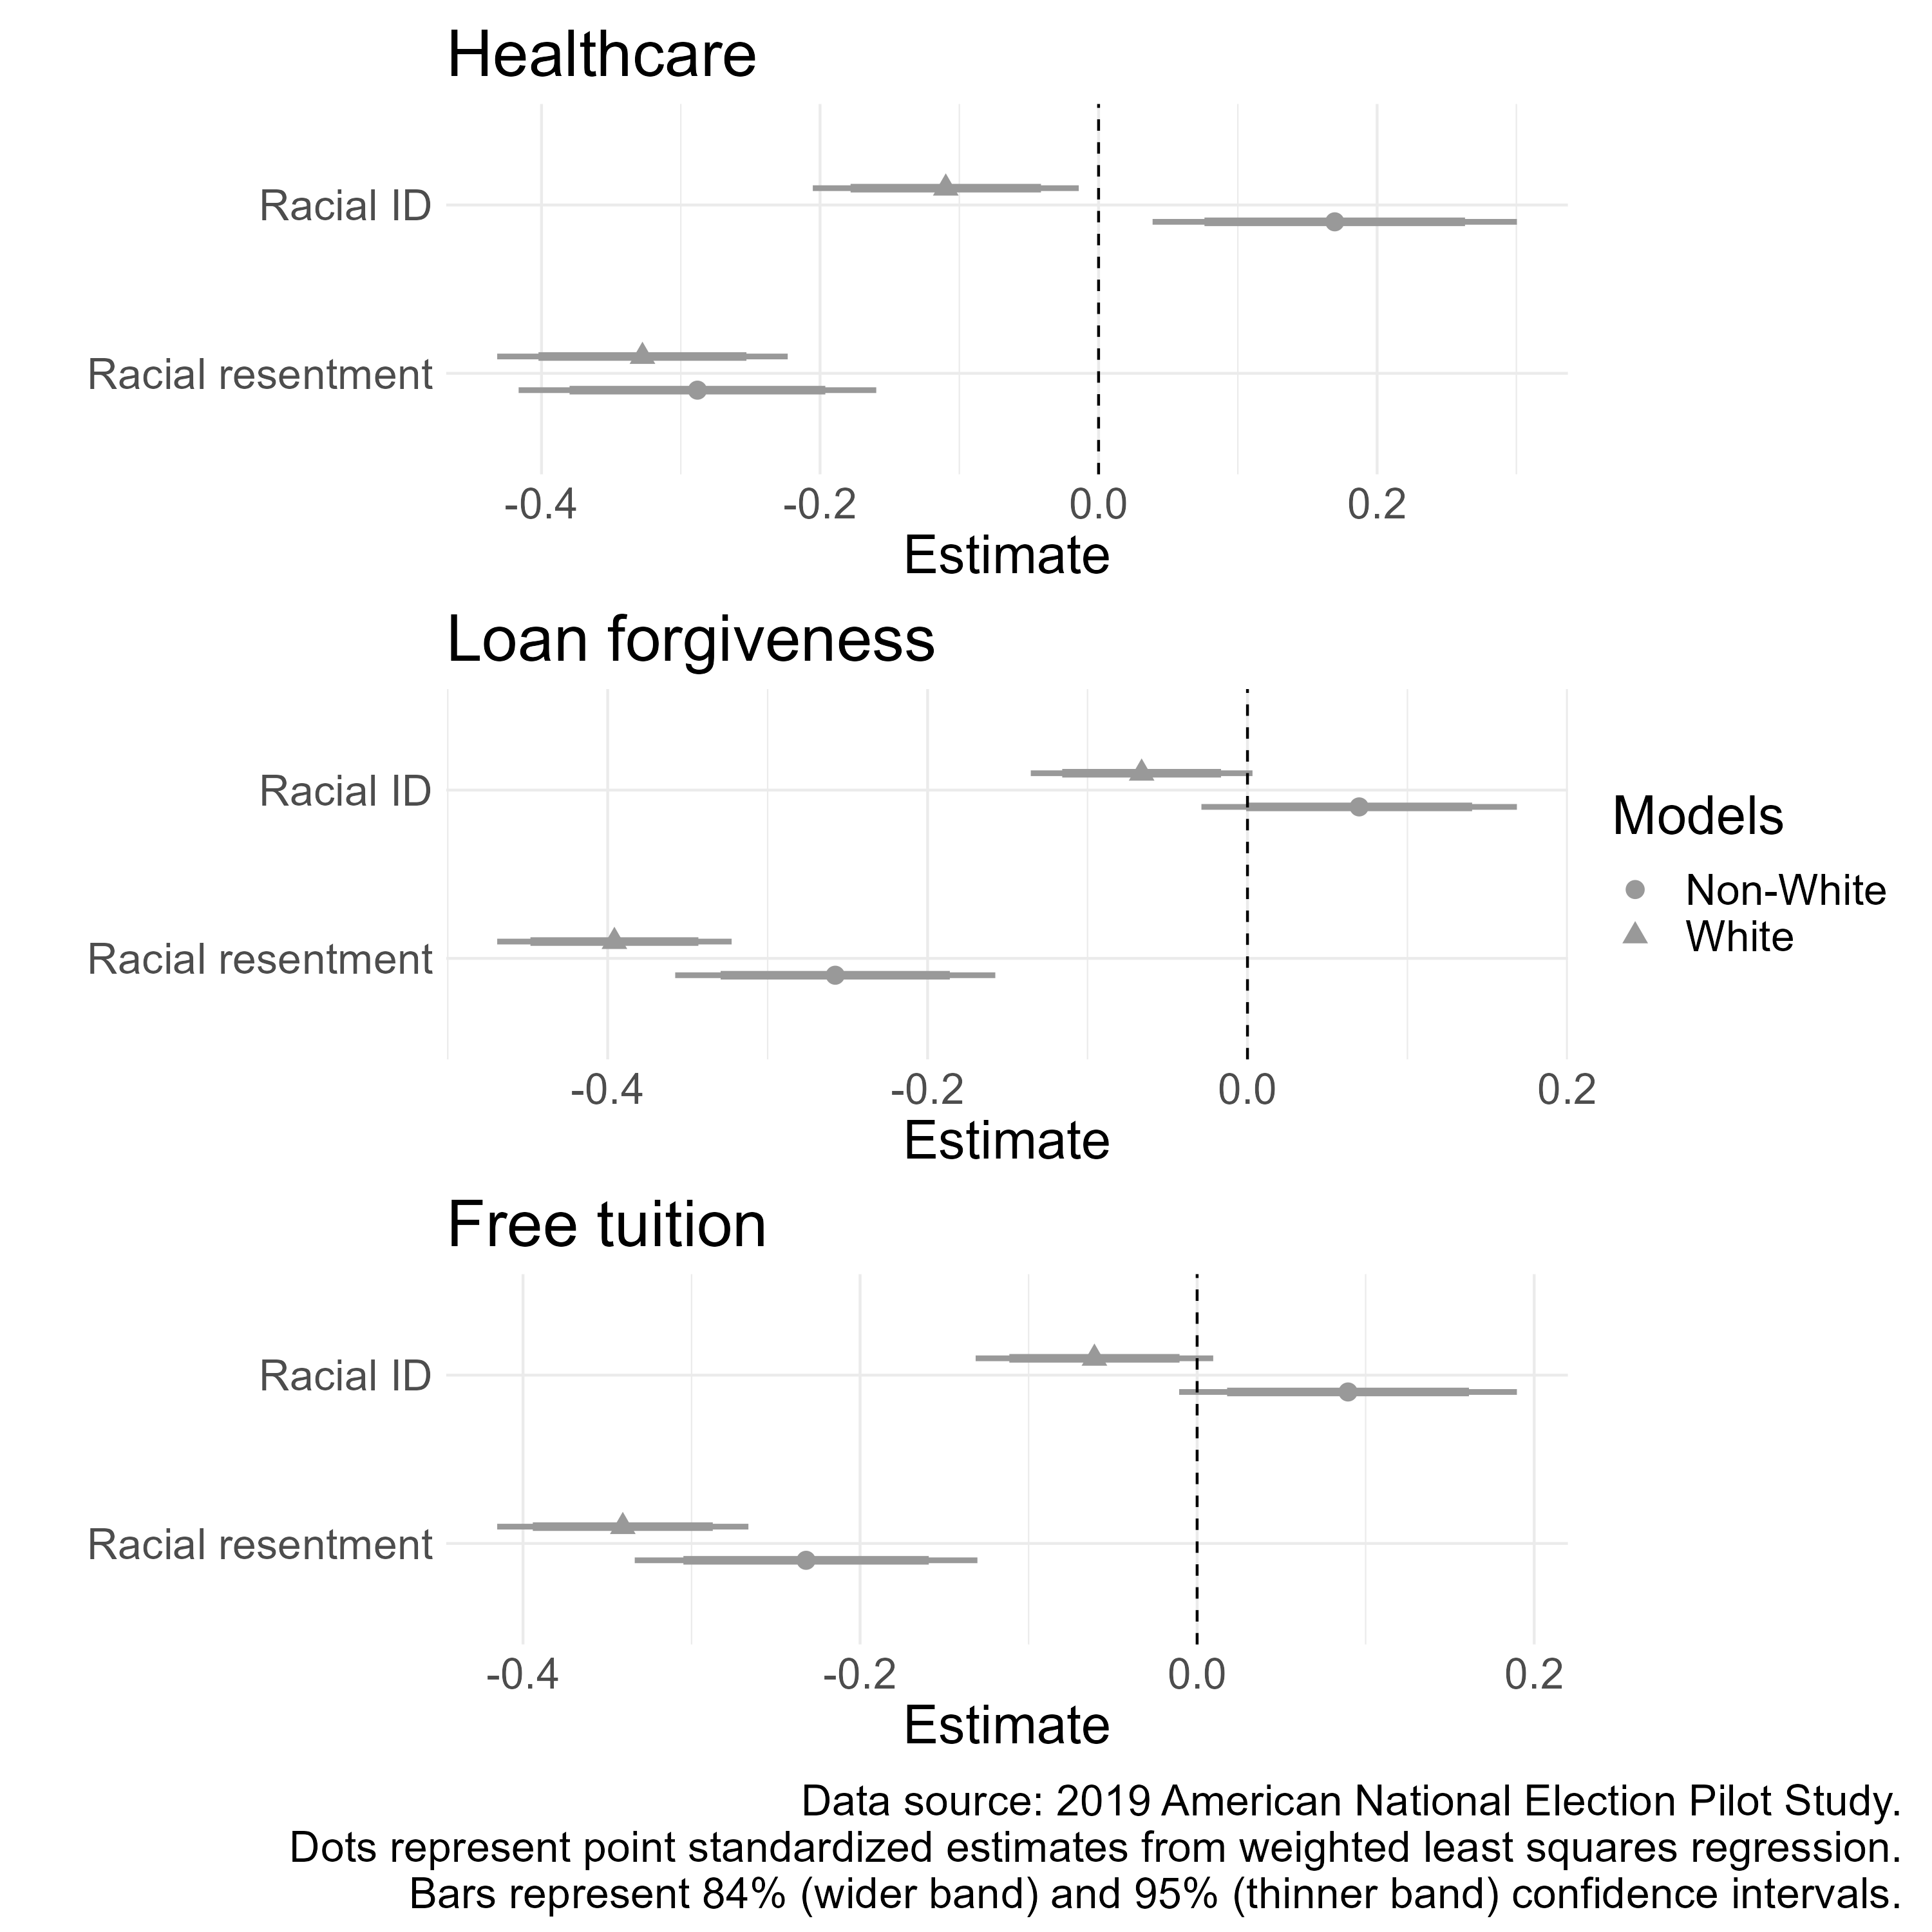 Healthcare
Racial ID
Racial resentment
-0.4 -0.2 0.0 0.2
Estimate
Loan forgiveness
Racial ID
Racial resentment
-0.4 -0.2 0.0 0.2
Estimate
Models
Non-White
White
Free tuition
Racial ID
Racial resentment
-0.4 -0.2 0.0 0.2
Estimate
Data source: 2019 American National Election Pilot Study.
Dots represent point standardized estimates from weighted least squares regression.
Bars represent 84% (wider band) and 95% (thinner band) confidence intervals.